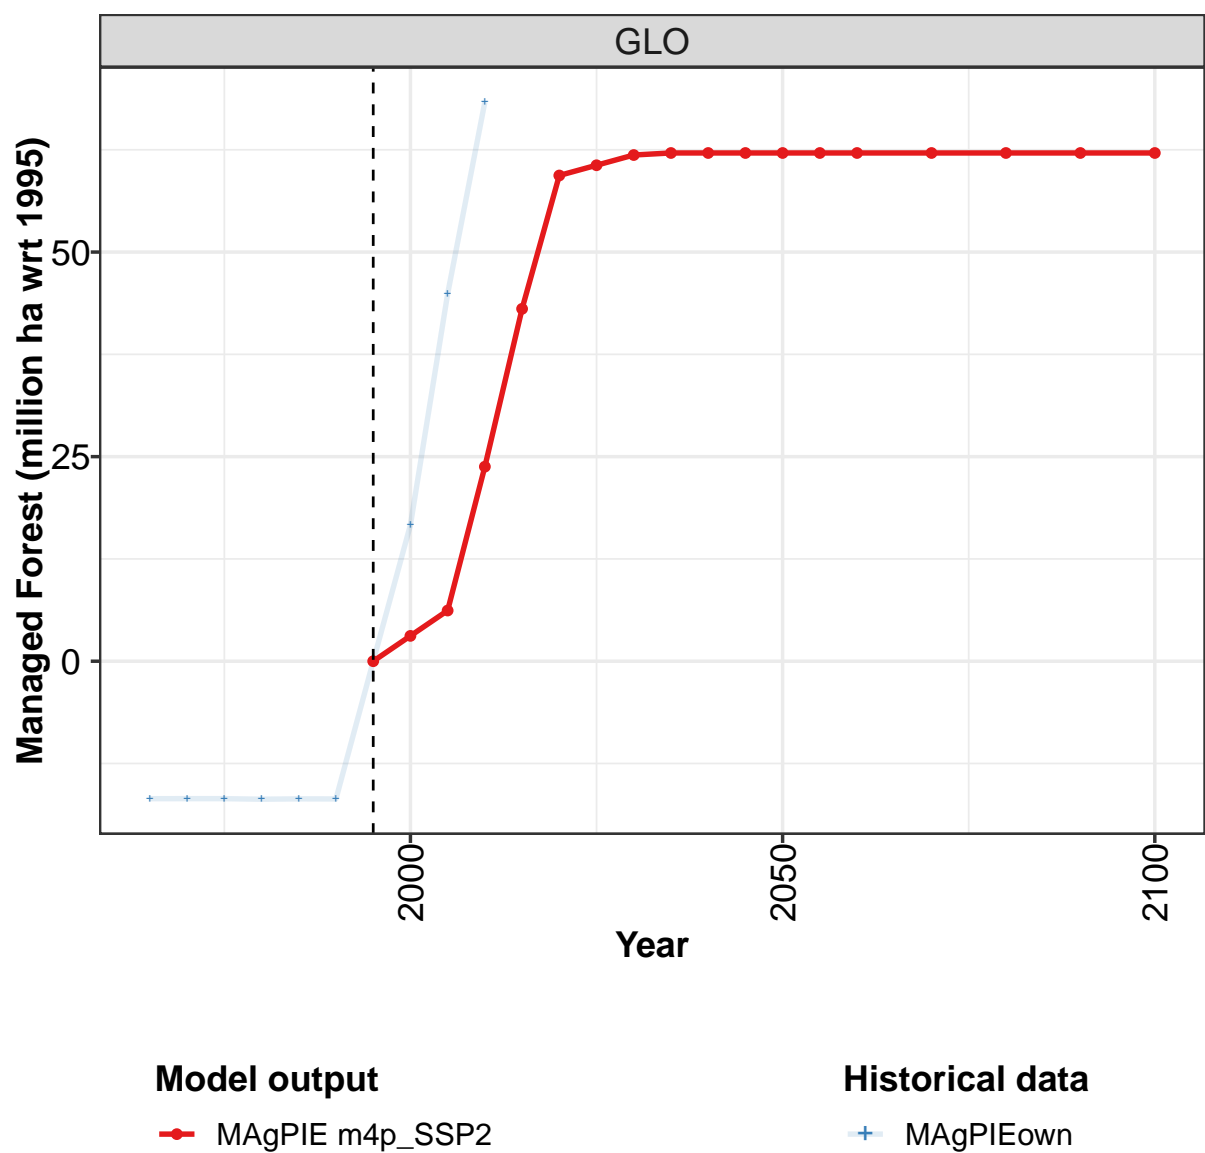 GLO
Managed Forest (million ha wrt 1995)
50
25
0
2000
2050
2100
Year
Model output
MAgPIE m4p_SSP2
Historical data
MAgPIEown